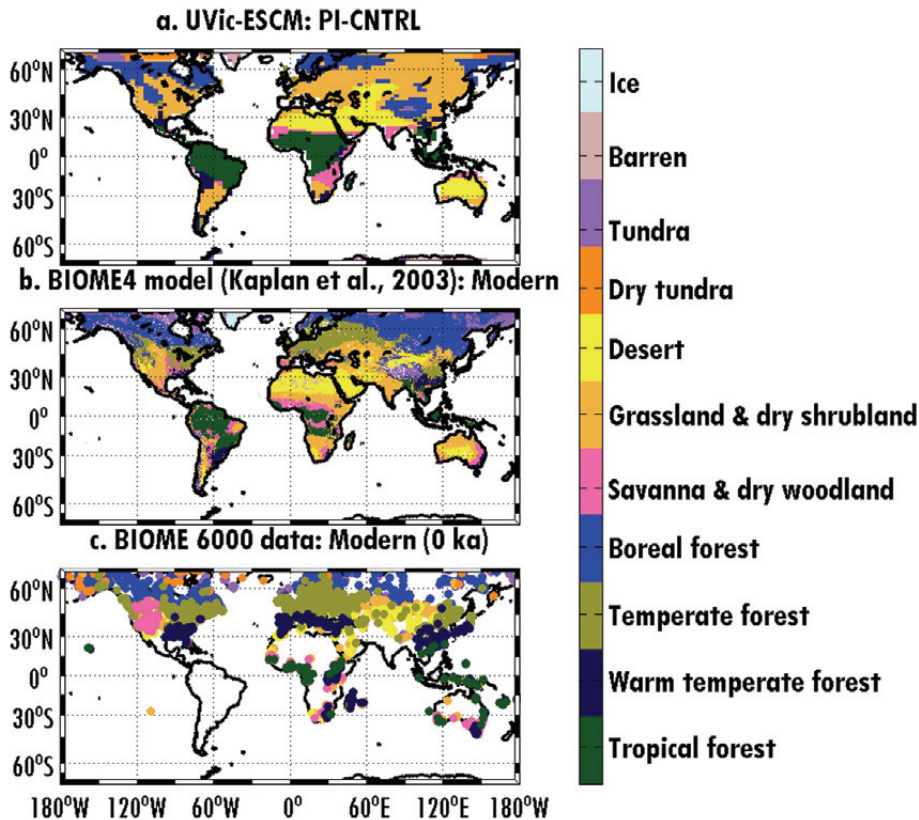 a. UVic-ESCM: PI-CNTRL
60°N
30°N
0°
30°S
60°S
b. BIOME4 model (Kaplan et al., 2003): Modern
60°N
30°N
0°
30°S
60°S
c. BIOME 6000 data: Modern (0 ka)
60°N
30°N
0°
30°S
60°S
180°W 120°W 60°W 0° 60°E 120°E 180°W
Ice
Barren
Tundra
Dry tundra
Desert
Grassland & dry shrubland
Savanna & dry woodland
Boreal forest
Temperate forest
Warm temperate forest
Tropical forest